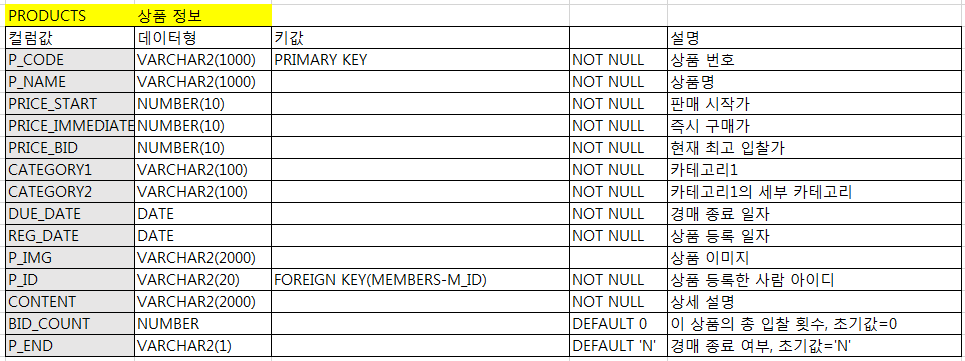 PRODUCTS 상품 정보
컬럼값 데이터형 키값 설명
P_CODE VARCHAR2(1000) PRIMARY KEY NOT NULL 상품 번호
P_NAME VARCHAR2(1000) NOT NULL 상품명
PRICE_START NUMBER(10) NOT NULL 판매 시작가
PRICE_IMMEDIATE NUMBER(10) NOT NULL 즉시 구매가
PRICE_BID NUMBER(10) NOT NULL 현재 최고 입찰가
CATEGORY1 VARCHAR2(100) NOT NULL 카테고리1
CATEGORY2 VARCHAR2(100) NOT NULL 카테고리1의 세부 카테고리
DUE_DATE DATE NOT NULL 경매 종료 일자
REG_DATE DATE NOT NULL 상품 등록 일자
P_IMG VARCHAR2(2000) 상품 이미지
P_ID VARCHAR2(20) FOREIGN KEY(MEMBERS-M_ID) NOT NULL 상품 등록한 사람 아이디
CONTENT VARCHAR2(2000) NOT NULL 상세 설명
BID_COUNT NUMBER DEFAULT 0 이 상품의 총 입찰 횟수, 초기값=0
P_END VARCHAR2(1) DEFAULT 'N' 경매 종료 여부, 초기값='N'